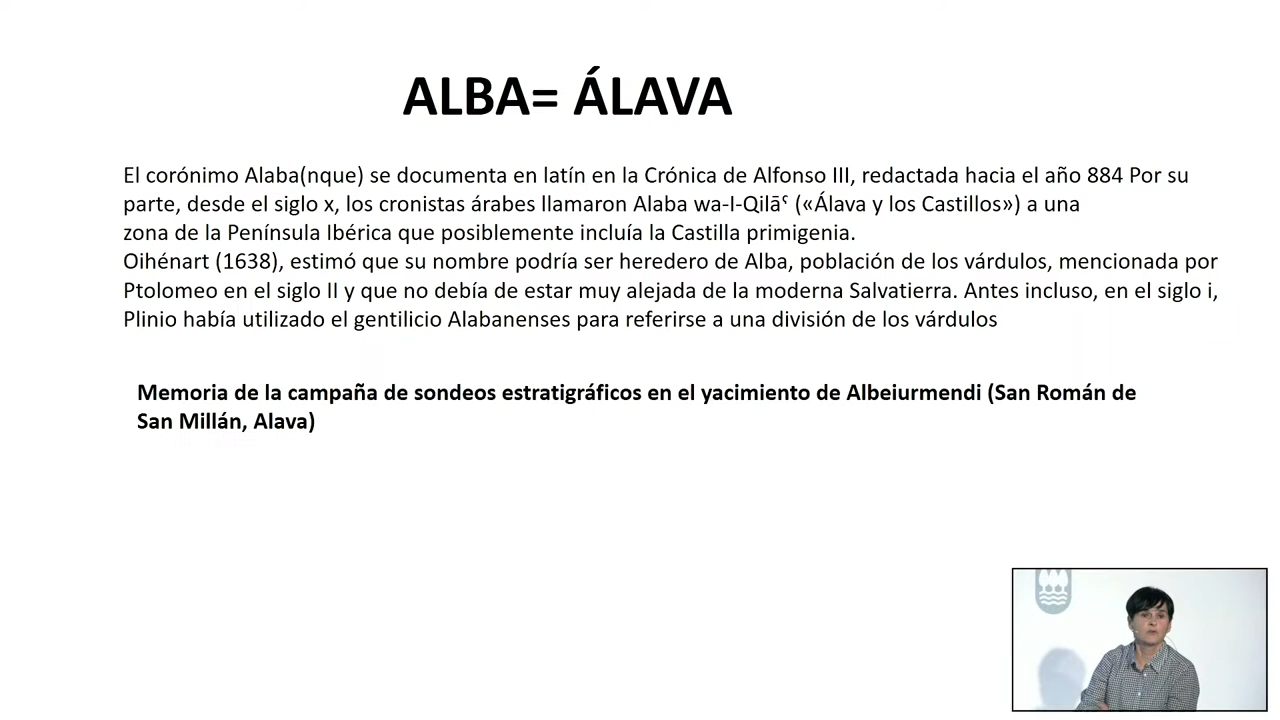 ALBA= ÁLAVA
El corónimo Alaba(nque) se documenta en latín en la Crónica de Alfonso III, redactada hacia el año 884 Por su
parte, desde el siglo x, los cronistas árabes llamaron Alaba wa-l-Qilāˤ («Álava y los Castillos») a una
zona de la Península Ibérica que posiblemente incluía la Castilla primigenia.
Oihénart (1638), estimó que su nombre podría ser heredero de Alba, población de los várdulos, mencionada por
Ptolomeo en el siglo II y que no debía de estar muy alejada de la moderna Salvatierra. Antes incluso, en el siglo i,
Plinio había utilizado el gentilicio Alabanenses para referirse a una división de los várdulos
Memoria de la campaña de sondeos estratigráficos en el yacimiento de Albeiurmendi (San Román de
San Millán, Alava)